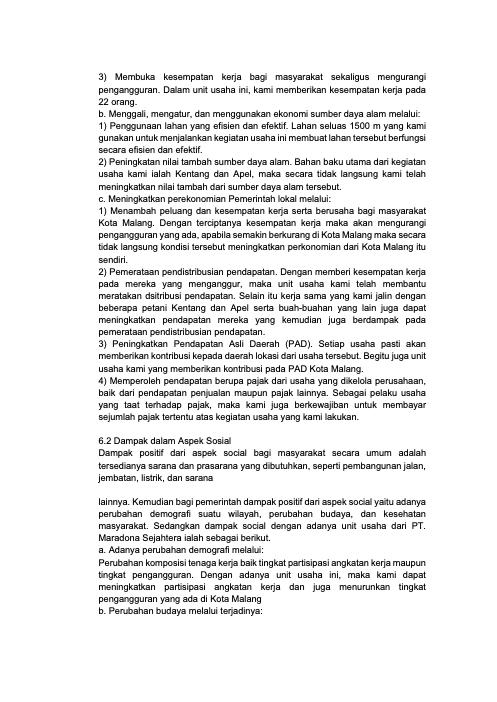 3) Membuka kesempatan kerja bagi masyarakat sekaligus mengurangi
pengangguran. Dalam unit usaha ini, kami memberikan kesempatan kerja pada
22 orang.
b. Menggali, mengatur, dan menggunakan ekonomi sumber daya alam melalui:
1) Penggunaan lahan yang efisien dan efektif. Lahan seluas 1500 m yang kami
gunakan untuk menjalankan kegiatan usaha ini membuat lahan tersebut berfungsi
secara efisien dan efektif.
2) Peningkatan nilai tambah sumber daya alam. Bahan baku utama dari kegiatan
usaha kami ialah Kentang dan Apel, maka secara tidak langsung kami telah
meningkatkan nilai tambah dari sumber daya alam tersebut.
c. Meningkatkan perekonomian Pemerintah lokal melalui:
1) Menambah peluang dan kesempatan kerja serta berusaha bagi masyarakat
Kota Malang. Dengan terciptanya kesempatan kerja maka akan mengurangi
pengangguran yang ada, apabila semakin berkurang di Kota Malang maka secara
tidak langsung kondisi tersebut meningkatkan perkonomian dari Kota Malang itu
sendiri.
2) Pemerataan pendistribusian pendapatan. Dengan memberi kesempatan kerja
pada mereka yang menganggur, maka unit usaha kami telah membantu
meratakan dsitribusi pendapatan. Selain itu kerja sama yang kami jalin dengan
beberapa petani Kentang dan Apel serta buah-buahan yang lain juga dapat
meningkatkan pendapatan mereka yang kemudian juga berdampak pada
pemerataan pendistribusian pendapatan.
3) Peningkatan Pendapatan Asli Daerah (PAD). Setiap usaha pasti akan
memberikan kontribusi kepada daerah lokasi dari usaha tersebut. Begitu juga unit
usaha kami yang memberikan kontribusi pada PAD Kota Malang.
4) Memperoleh pendapatan berupa pajak dari usaha yang dikelola perusahaan,
baik dari pendapatan penjualan maupun pajak lainnya. Sebagai pelaku usaha
yang taat terhadap pajak, maka kami juga berkewajiban untuk membayar
sejumlah pajak tertentu atas kegiatan usaha yang kami lakukan.
6.2 Dampak dalam Aspek Sosial
Dampak positif dari aspek social bagi masyarakat secara umum adalah
tersedianya sarana dan prasarana yang dibutuhkan, seperti pembangunan jalan,
jembatan, listrik, dan sarana
lainnya. Kemudian bagi pemerintah dampak positif dari aspek social yaitu adanya
perubahan demografi suatu wilayah, perubahan budaya, dan kesehatan
masyarakat. Sedangkan dampak social dengan adanya unit usaha dari PT.
Maradona Sejahtera ialah sebagai berikut.
a. Adanya perubahan demografi melalui:
Perubahan komposisi tenaga kerja baik tingkat partisipasi angkatan kerja maupun
tingkat pengangguran. Dengan adanya unit usaha ini, maka kami dapat
meningkatkan partisipasi angkatan kerja dan juga menurunkan tingkat
pengangguran yang ada di Kota Malang
b. Perubahan budaya melalui terjadinya: